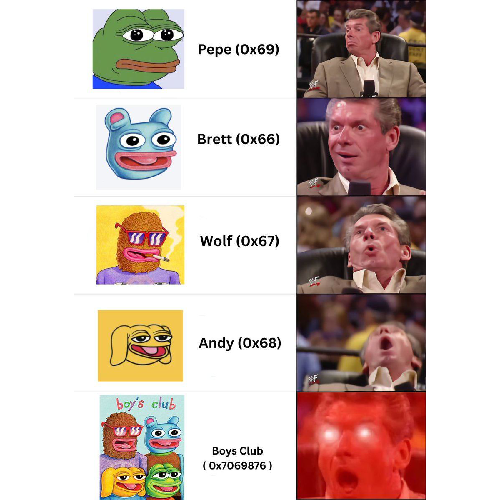 Pepe (0x69)
Brett (0x66)
Wolf (0x67)
Andy (0x68)
boy's club
Boys Club
( 0x7069876 )